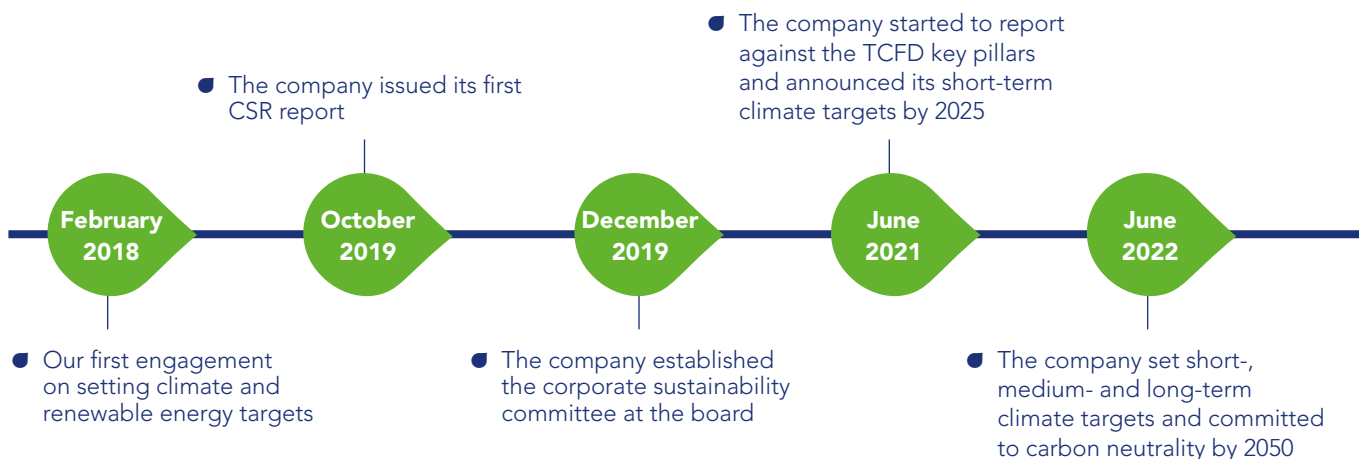 The company started to report
against the TCFD key pillars
and announced its short-term
climate targets by 2025
The company issued its first
CSR report
February
2018
October
2019
December
2019
June
2021
June
2022
Our first engagement
on setting climate and
renewable energy targets
The company established
the corporate sustainability
committee at the board
The company set short-,
medium- and long-term
climate targets and committed
to carbon neutrality by 2050